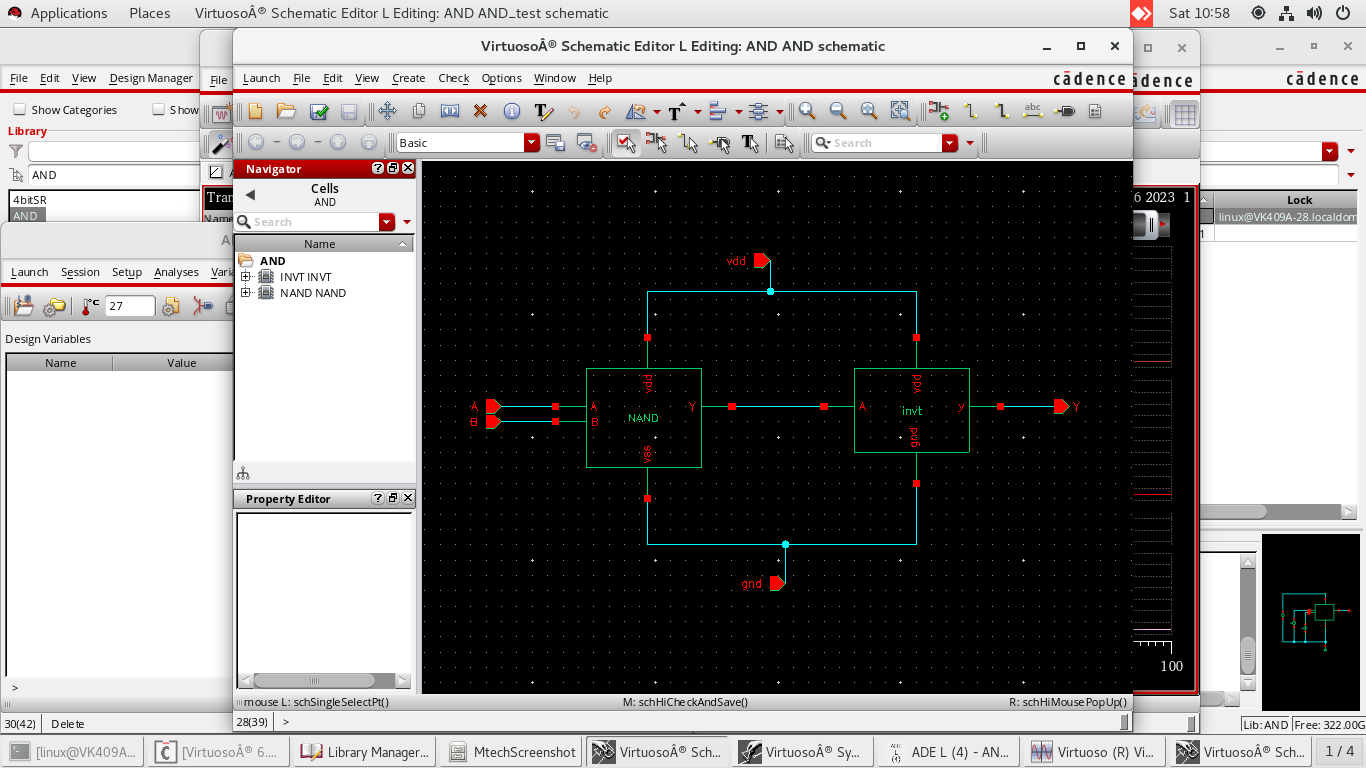 Applications Places VirtuosoÂ® Schematic Editor L Editing: AND AND_test schematic Sat 10:58
VirtuosoÂ® Schematic Editor L Editing: AND AND schematic
File Edit View Design Manager
File
Launch File Edit View Create Check Options Window Help
cādence
cādence
cādence
Show Categories
Show
Library
AND
4bitSR
AND
Tran
Name
Basic
Search
Navigator
Cells
AND
Search
Name
AND
INVT INVT
NAND NAND
Property Editor
Launch Session Setup Analyses Varia
27
Design Variables
Name Value
>
30(42) Delete
vdd
A
B
A
B
NAND
vdd
vss
Y
A
invt
vdd
gnd
y
Y
gnd
6 2023 1
100
Lock
linux@VK409A-28.localdom
1
mouse L: schSingleSelectPt() M: schHiCheckAndSave() R: schHiMousePopUp()
28(39) >
Lib: AND Free: 322.00G
[linux@VK409A... [VirtuosoÂ® 6.... Library Manager... MtechScreenshot VirtuosoÂ® Sch... VirtuosoÂ® Sy... ADE L (4) - AN... Virtuoso (R) Vi... VirtuosoÂ® Sch... 1 / 4